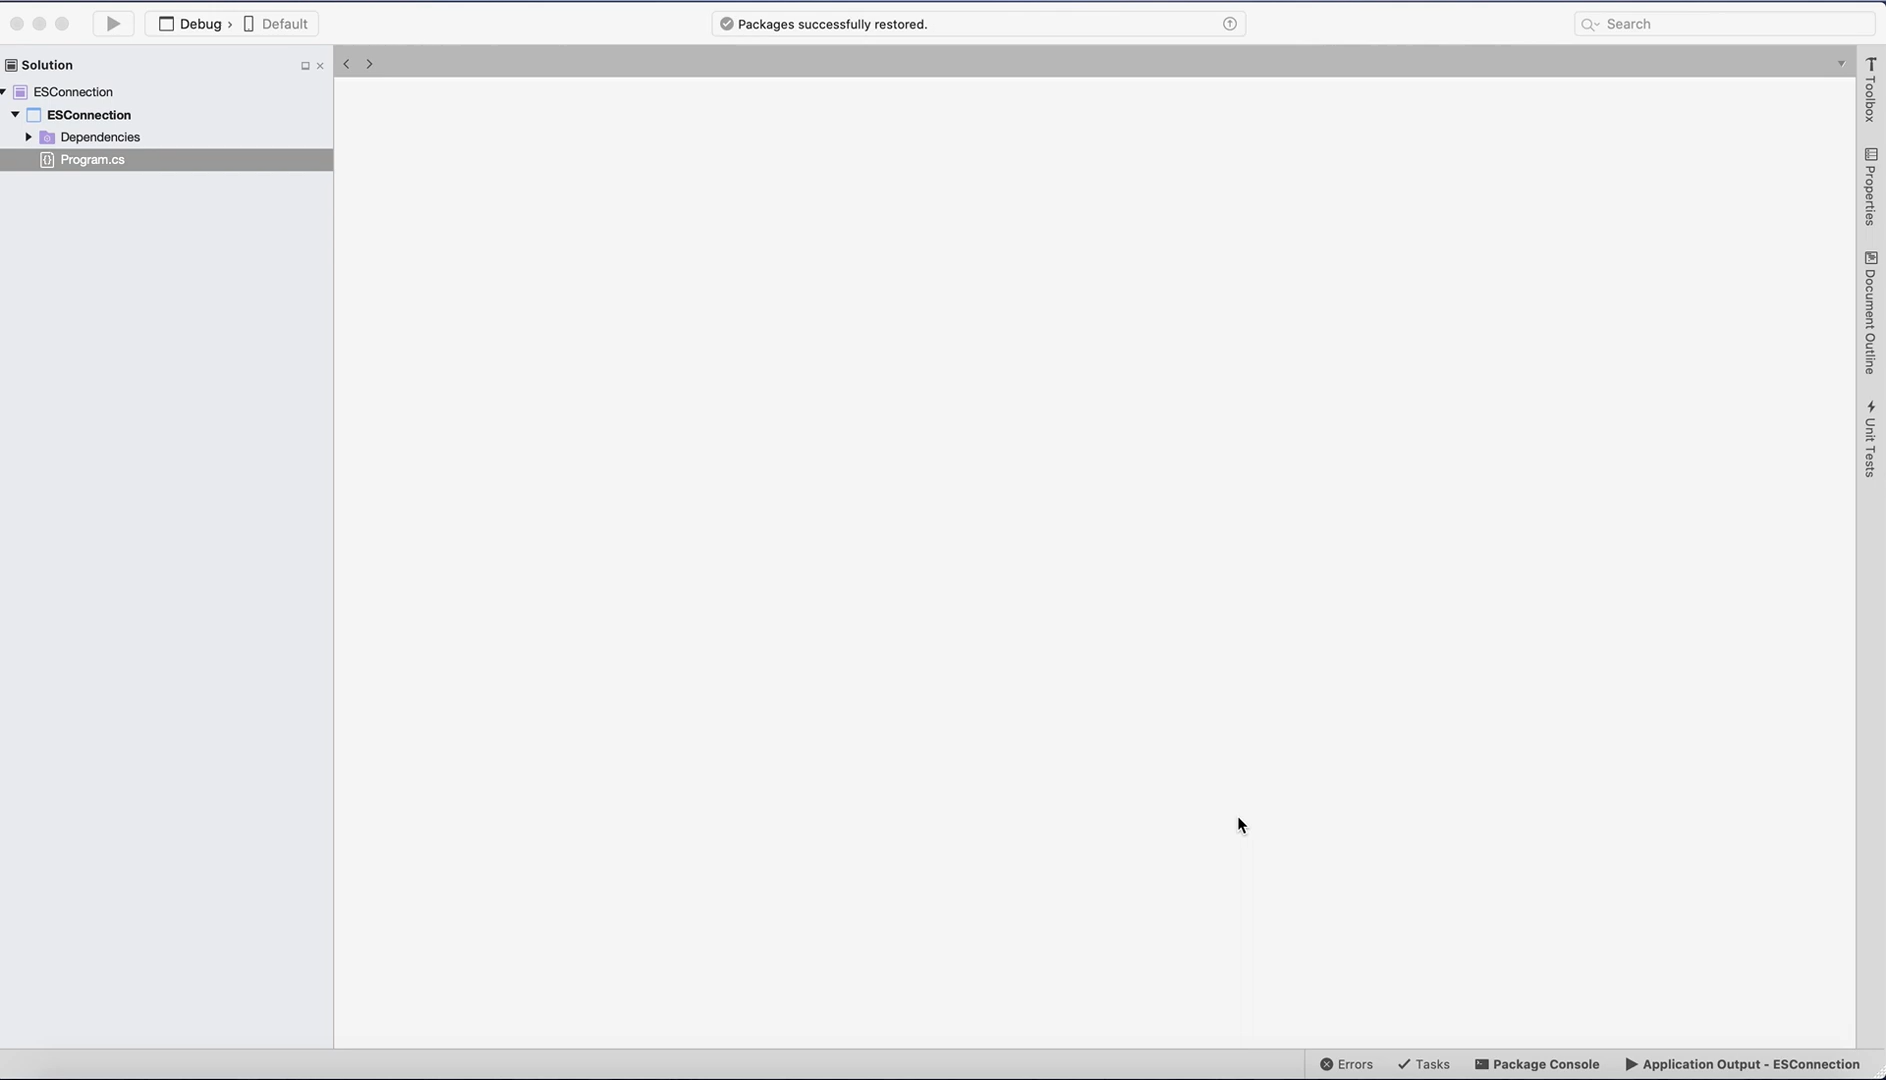 Debug › Default
Packages successfully restored.
Search
Solution
ESConnection
ESConnection
Dependencies
Program.cs
Toolbox
Properties
Document Outline
Unit Tests
Errors
Tasks
Package Console
Application Output - ESConnection